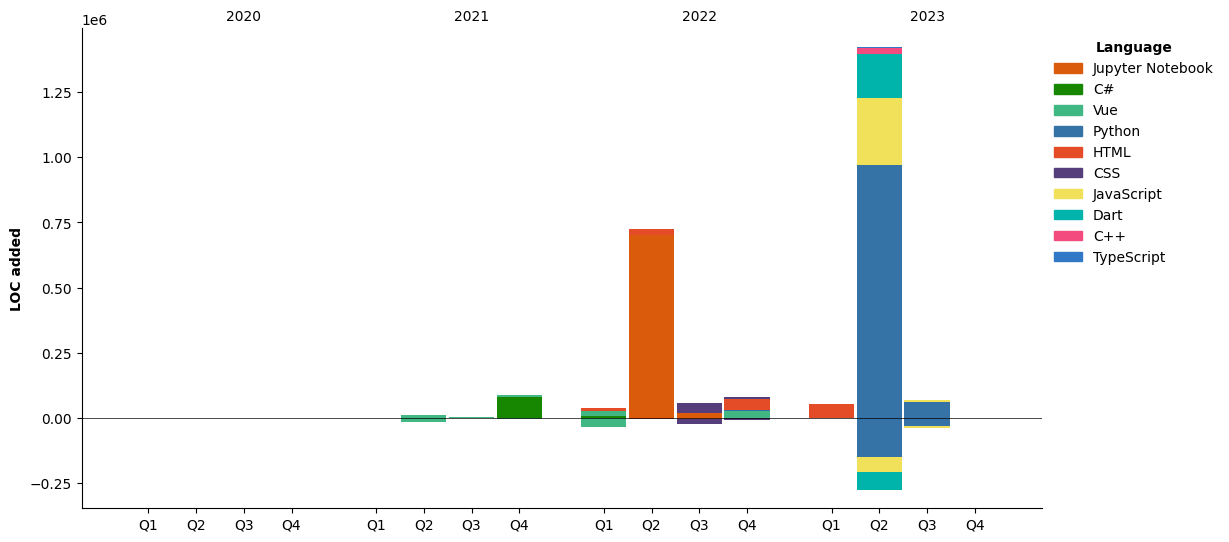 1e6
2020 2021 2022 2023
Language
Jupyter Notebook
C#
Vue
Python
HTML
CSS
JavaScript
Dart
C++
TypeScript
LOC added
1.25
1.00
0.75
0.50
0.25
0.00
−0.25
Q1 Q2 Q3 Q4 Q1 Q2 Q3 Q4 Q1 Q2 Q3 Q4 Q1 Q2 Q3 Q4